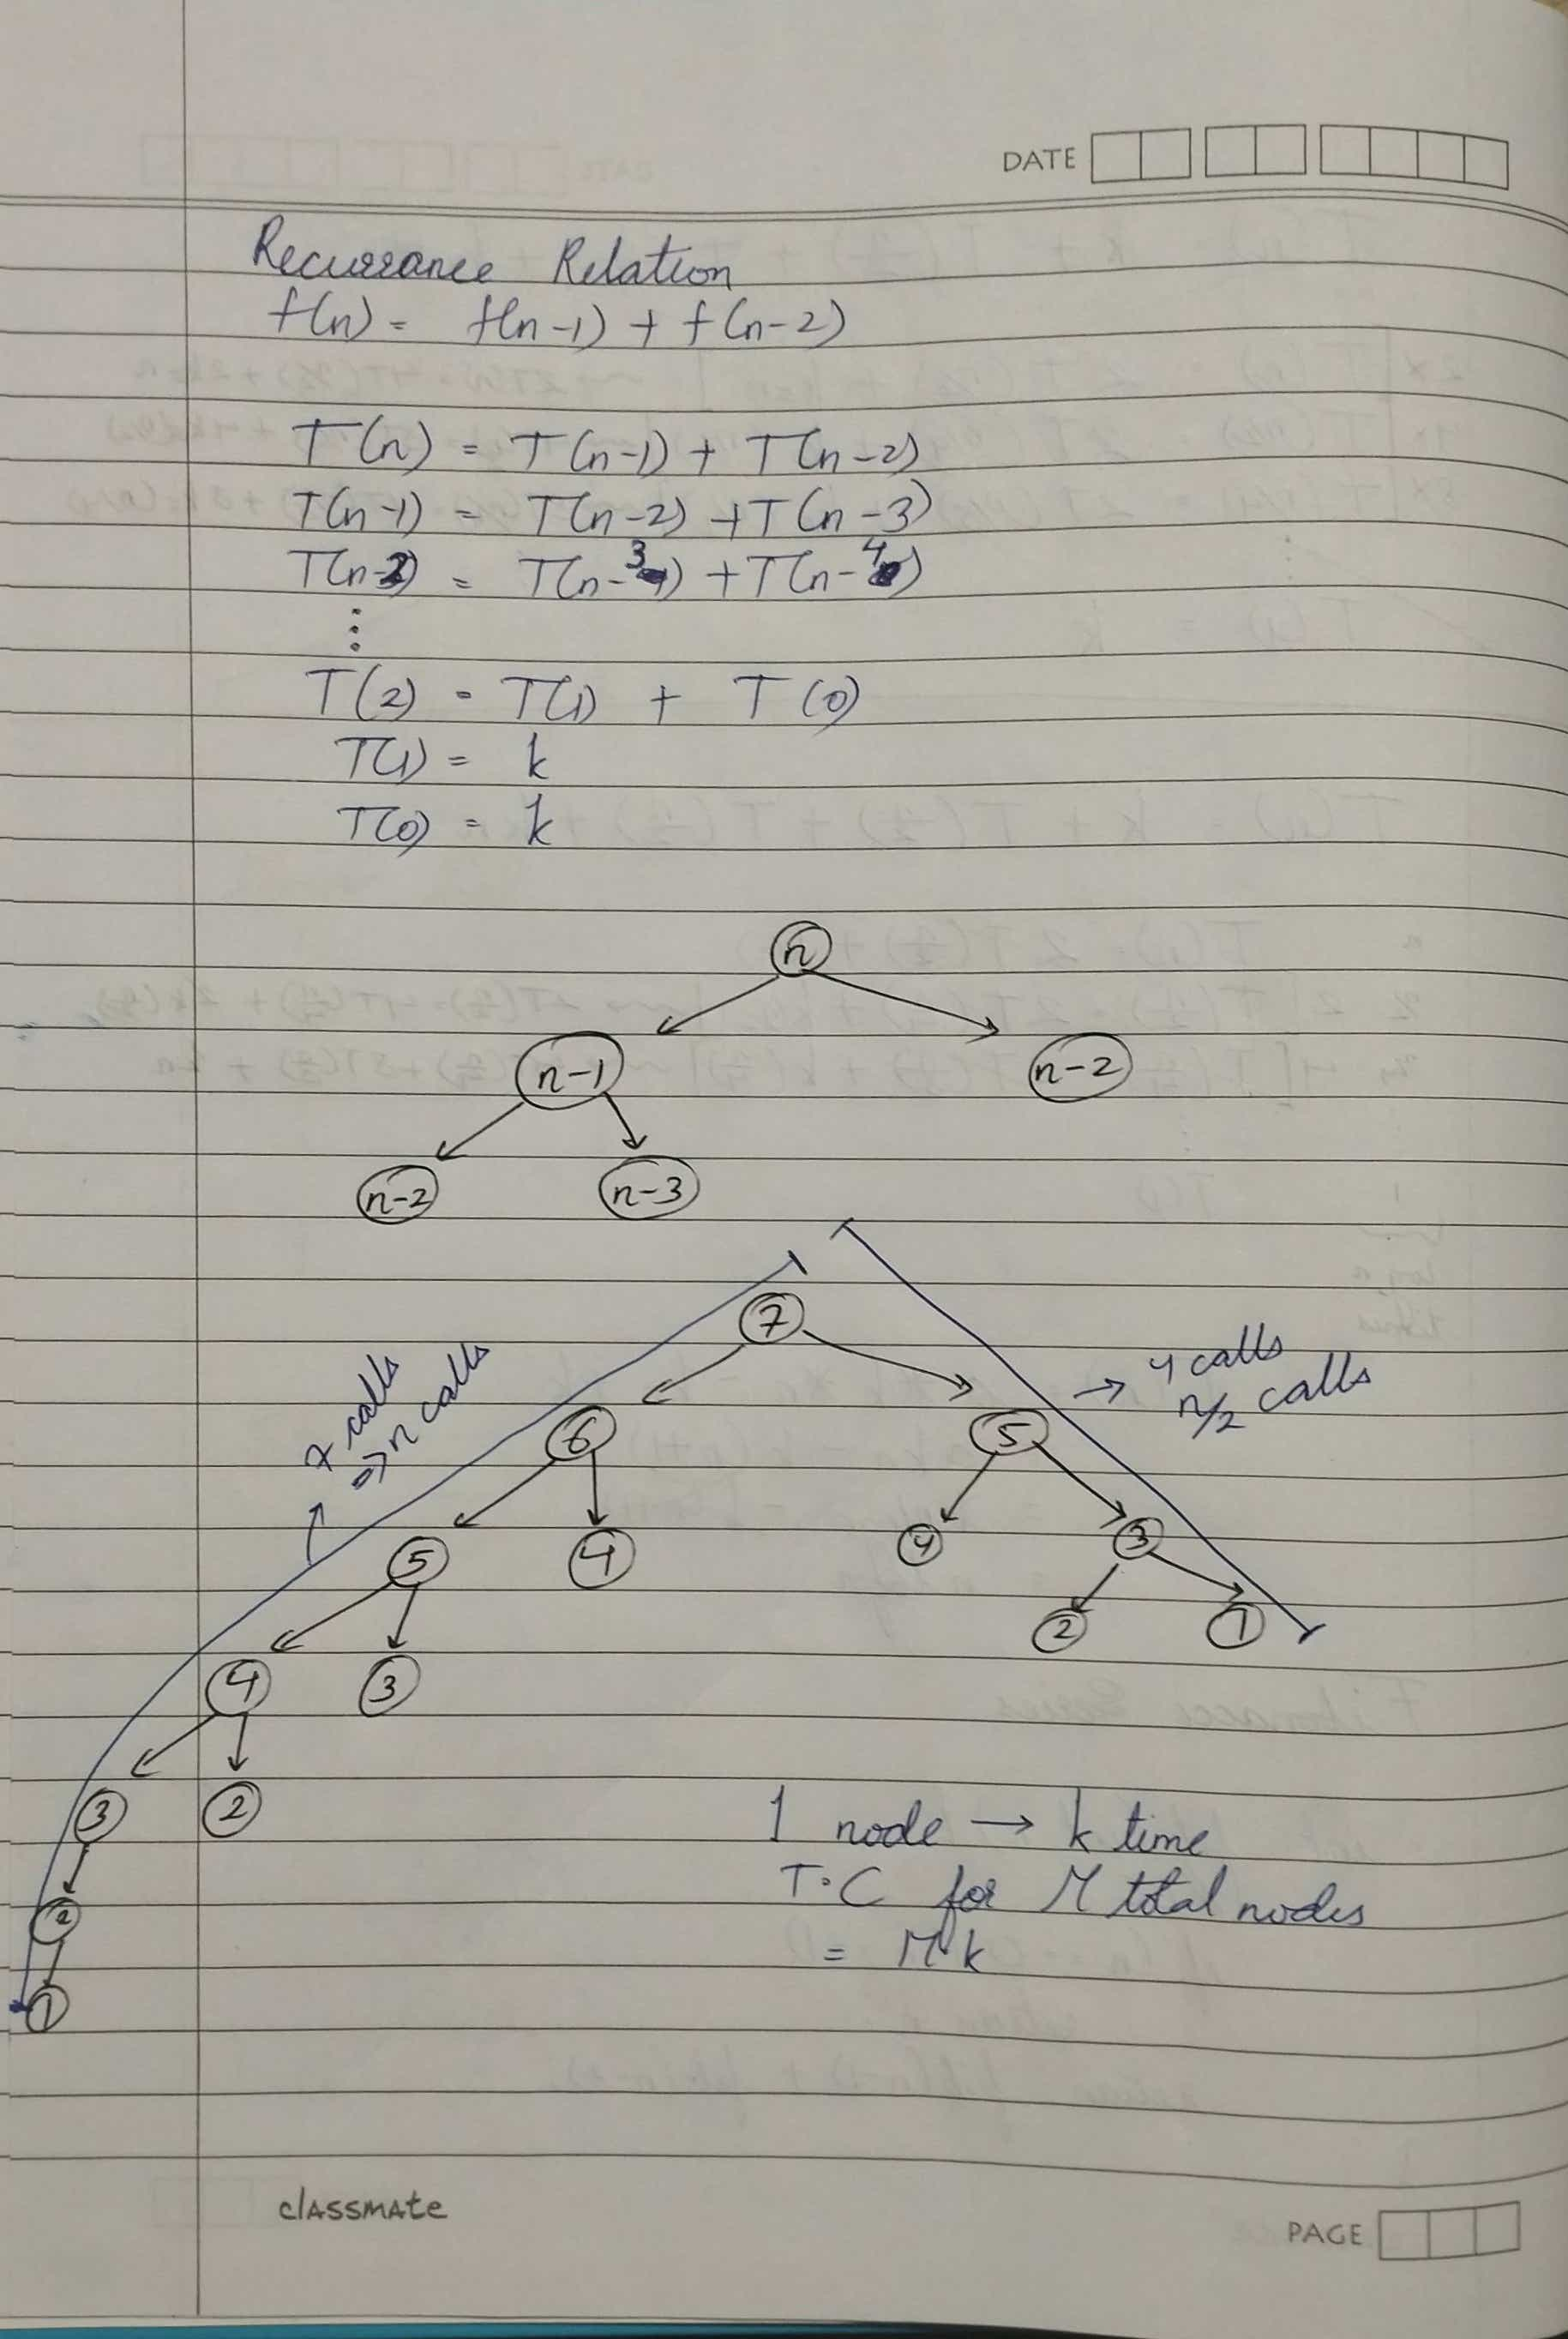 DATE
Recurrance Relation
f(n) = f(n-1) + f(n-2)
T(n) = T(n-1) + T(n-2)
T(n-1) = T(n-2) + T(n-3)
T(n-2) = T(n-3) + T(n-4)
⋮
T(2) = T(1) + T(0)
T(1) = k
T(0) = k
n
n-1 n-2
n-2 n-3
7
7 calls
⇒ n calls
→ 4 calls
n/2 calls
6 5
5 4 4 3
4 3 2 1
3 2
2
1
1 node → k time
T.C for M total nodes
= M k
classmate
PAGE